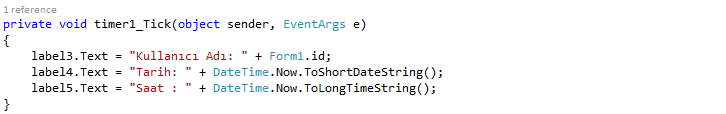 1 reference
private void timer1_Tick(object sender, EventArgs e)
{
label3.Text = "Kullanıcı Adı: " + Form1.id;
label4.Text = "Tarih: " + DateTime.Now.ToShortDateString();
label5.Text = "Saat : " + DateTime.Now.ToLongTimeString();
}